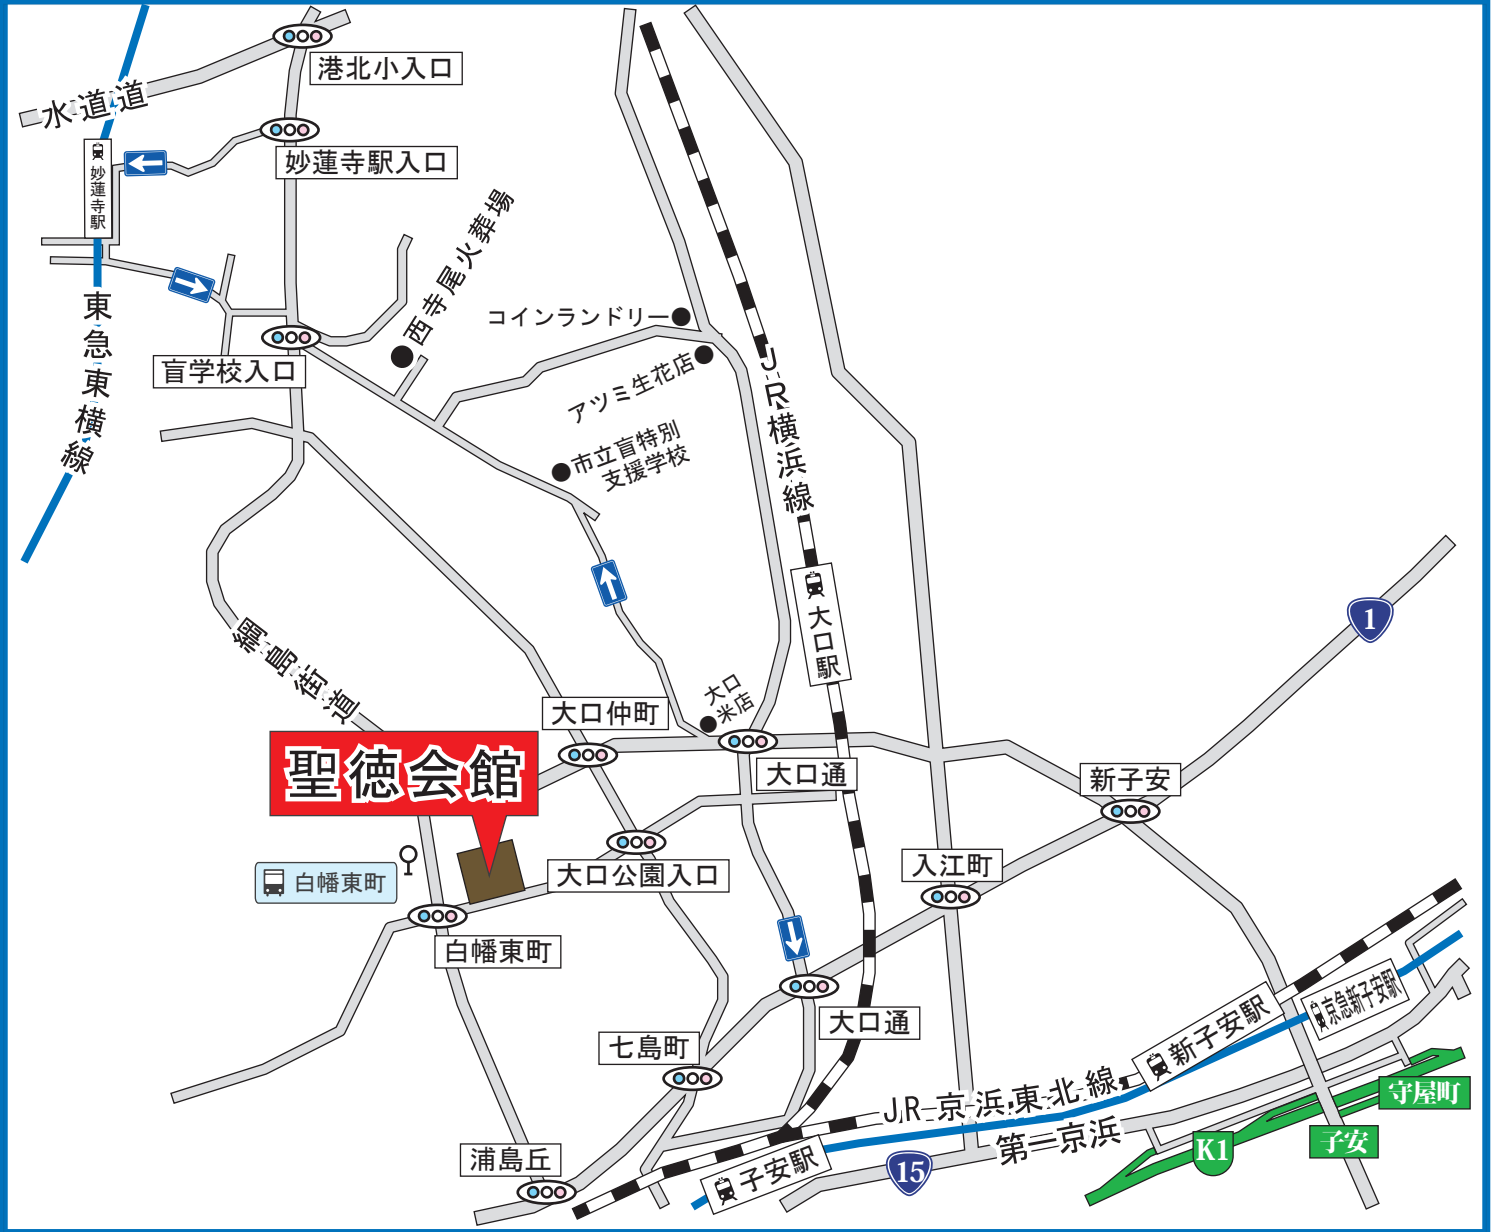 港北小入口
水道道
妙蓮寺駅入口
妙蓮寺駅
西寺尾火葬場
コインランドリー
東急東横線
盲学校入口
アツミ生花店
JR横浜線
市立盲特別
支援学校
大口駅
1
綱島街道
大口
米店
大口仲町
聖徳会館
大口通
新子安
白幡東町
大口公園入口
入江町
白幡東町
大口通
七島町
新子安駅
京急新子安駅
JR京浜東北線
守屋町
第一京浜
子安
K1
浦島丘
子安駅
15